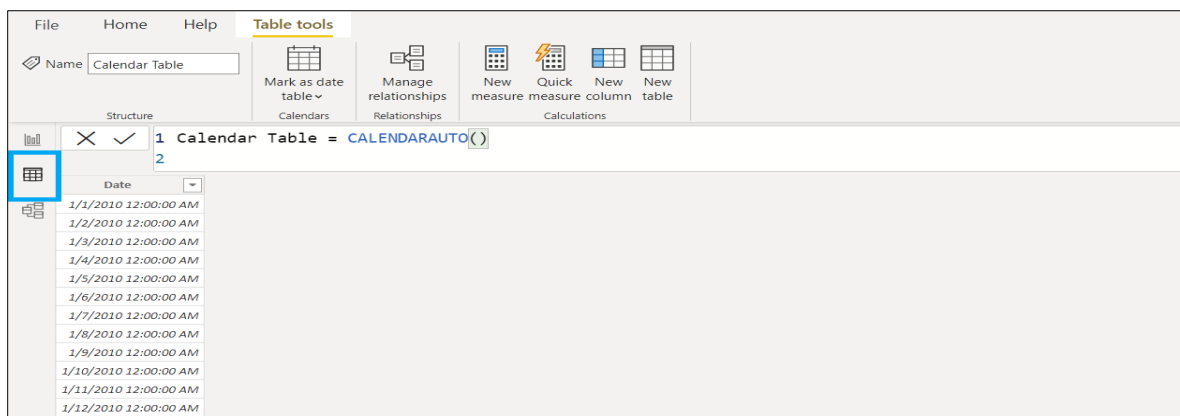 File Home Help Table tools
Name Calendar Table
Mark as date table
Manage relationships
New measure
Quick measure
New column
New table
Structure Calendars Relationships Calculations
1 Calendar Table = CALENDARAUTO()
2
Date
1/1/2010 12:00:00 AM
1/2/2010 12:00:00 AM
1/3/2010 12:00:00 AM
1/4/2010 12:00:00 AM
1/5/2010 12:00:00 AM
1/6/2010 12:00:00 AM
1/7/2010 12:00:00 AM
1/8/2010 12:00:00 AM
1/9/2010 12:00:00 AM
1/10/2010 12:00:00 AM
1/11/2010 12:00:00 AM
1/12/2010 12:00:00 AM